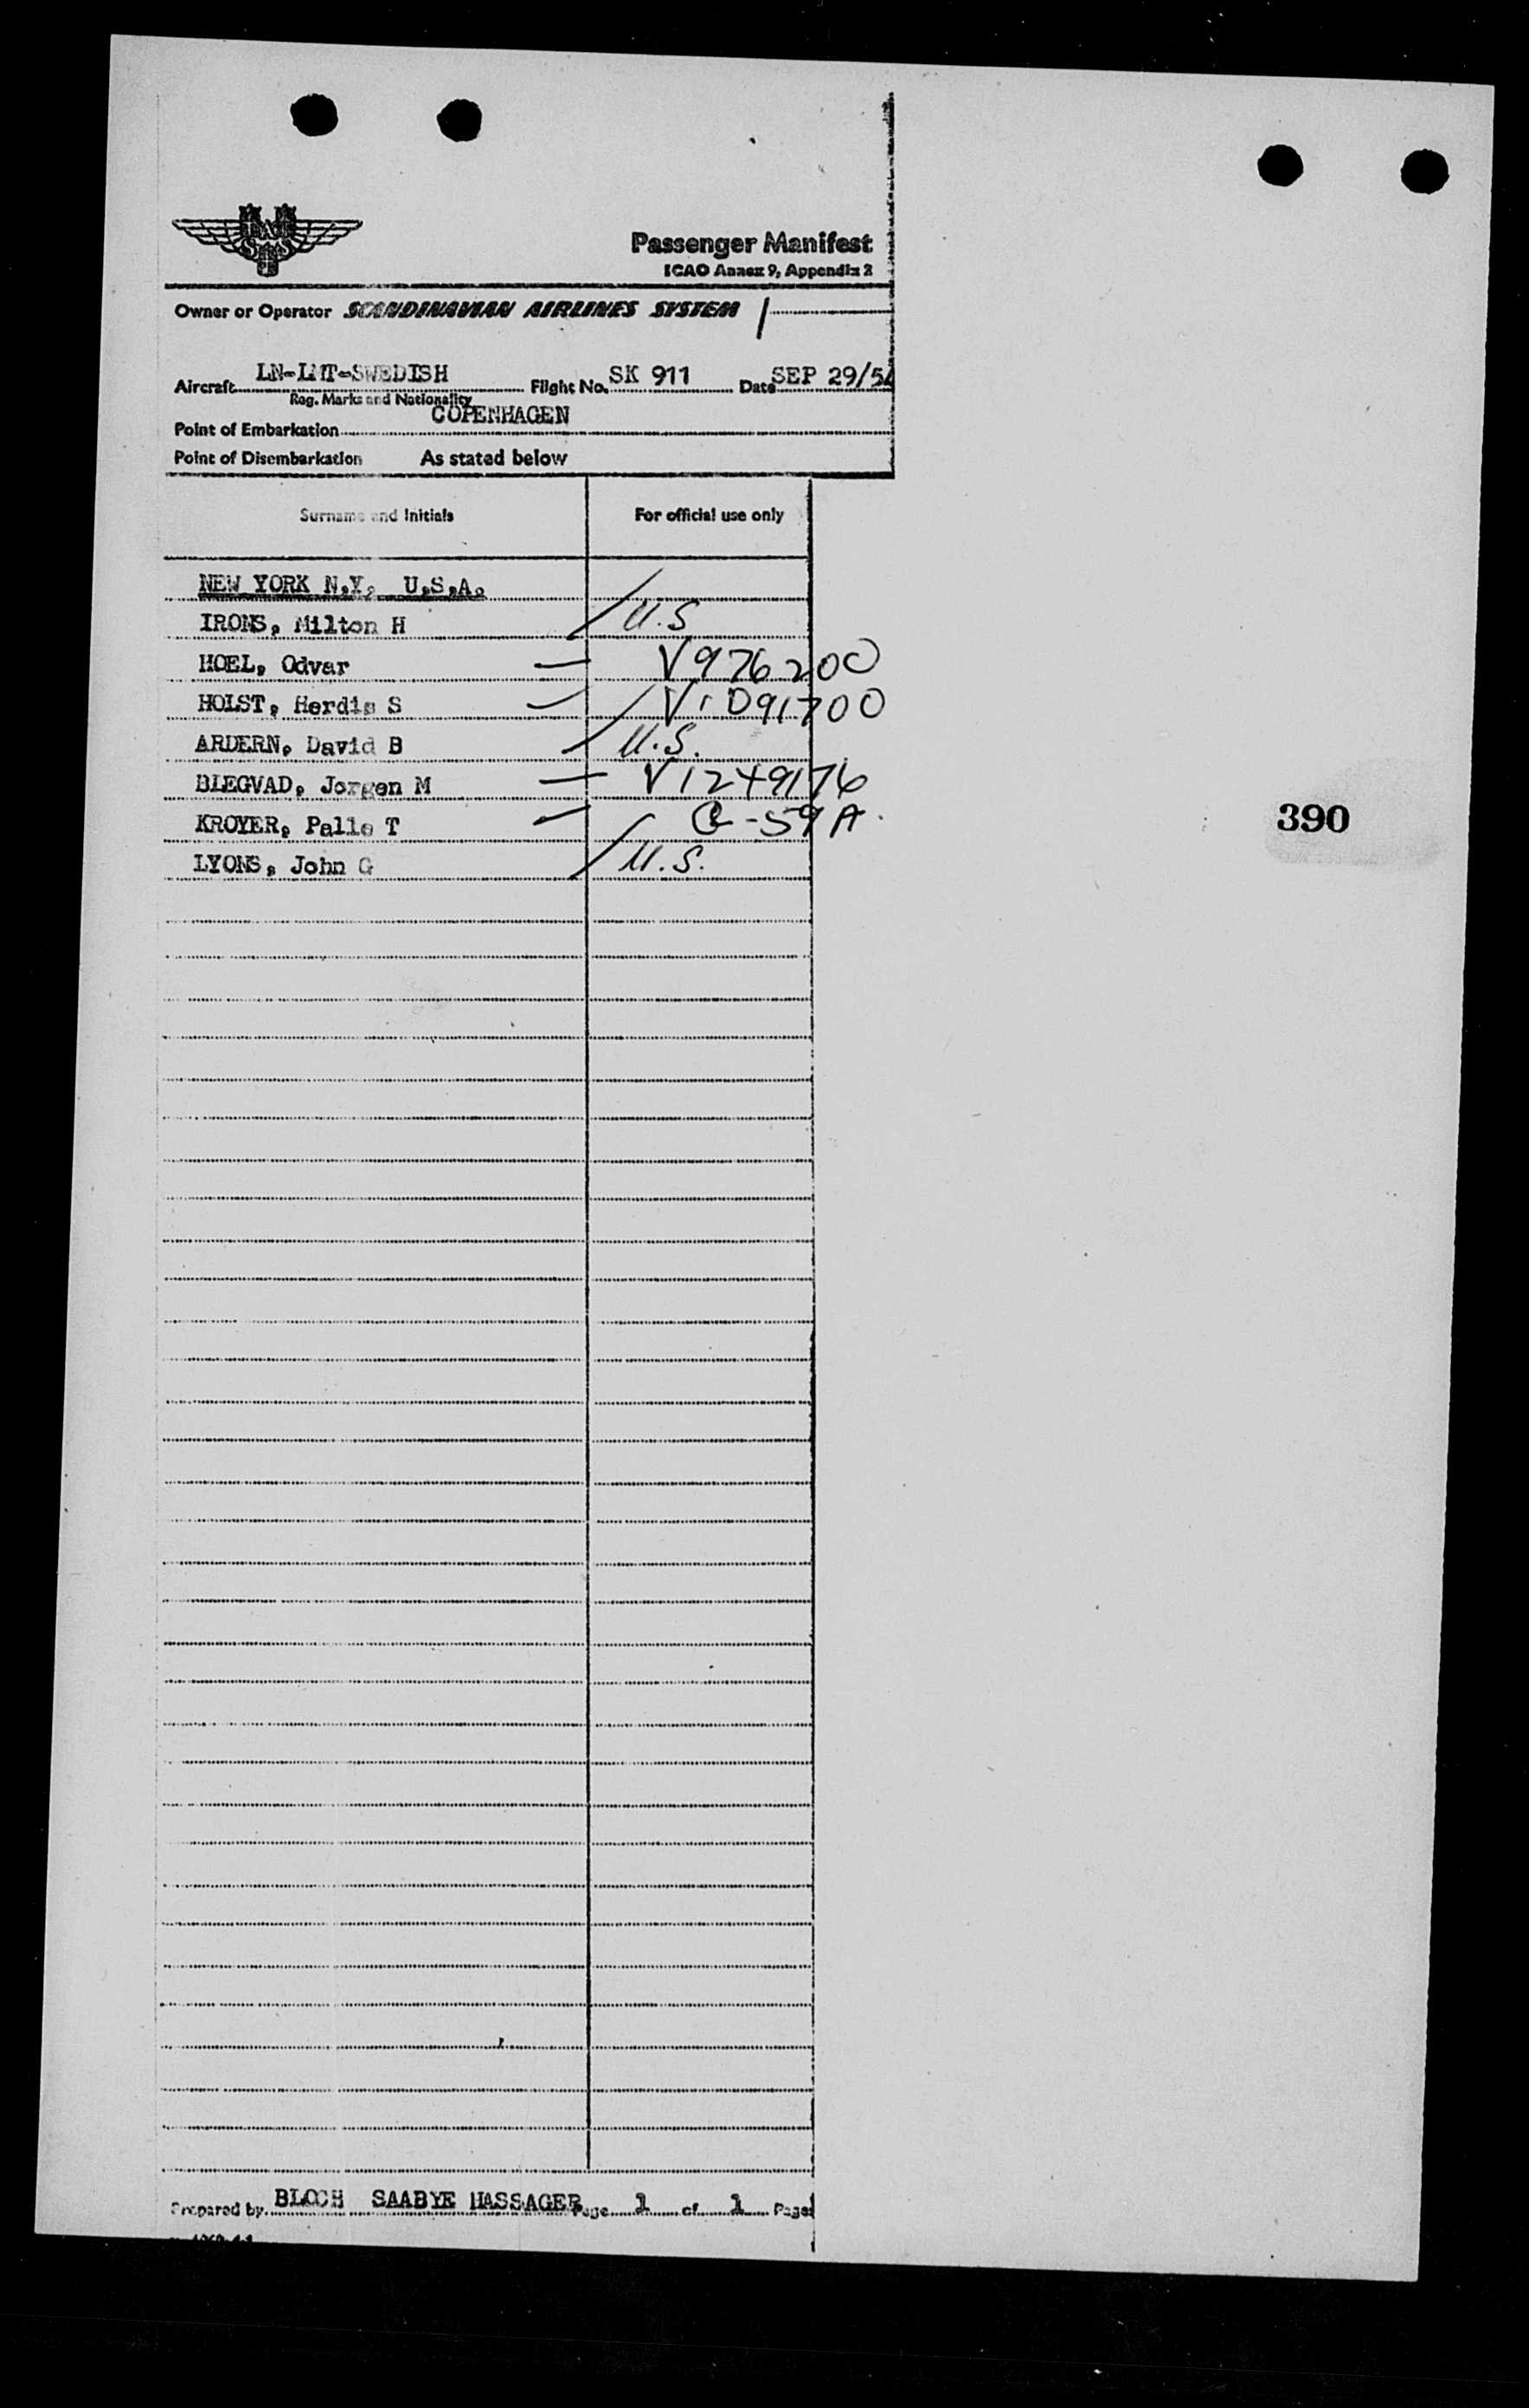 SAS
Passenger Manifest
ICAO Annex 9, Appendix 2
Owner or Operator SCANDINAVIAN AIRLINES SYSTEM /
Aircraft LN-LMT-SWEDISH Flight No. SK 911 Date SEP 29/54
Reg. Marks and Nationality
Point of Embarkation COPENHAGEN
Point of Disembarkation As stated below
Surname and Initials For official use only
NEW YORK N.Y. U.S.A.
IRONS, Milton H / U.S
HOEL, Odvar — V976200
HOLST, Herdis S — V1091700
ARDERN, David B / U.S.
BLEGVAD, Jorgen M — V1249176
KROYER, Palle T — -59A
LYONS, John G / U.S.
390
Prepared by BLOCH SAABYE HASSAGER Page 1 of 1 Pages